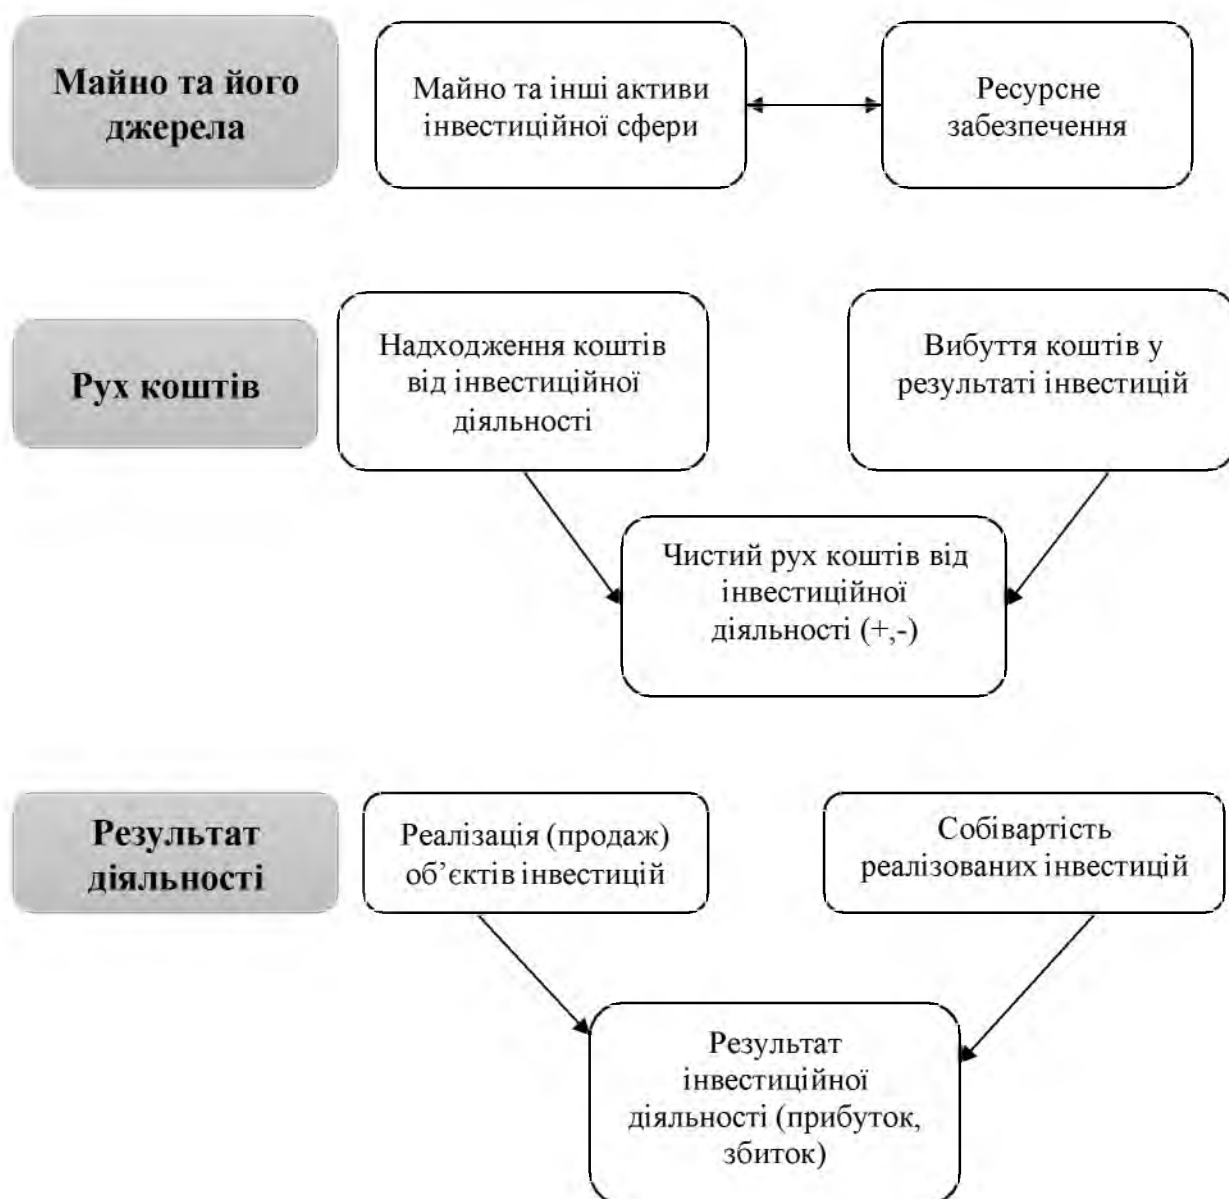 Майно та його
джерела
Майно та інші активи
інвестиційної сфери
Ресурсне
забезпечення
Рух коштів
Надходження коштів
від інвестиційної
діяльності
Вибуття коштів у
результаті інвестицій
Чистий рух коштів від
інвестиційної
діяльності (+,-)
Результат
діяльності
Реалізація (продаж)
об’єктів інвестицій
Собівартість
реалізованих інвестицій
Результат
інвестиційної
діяльності (прибуток,
збиток)